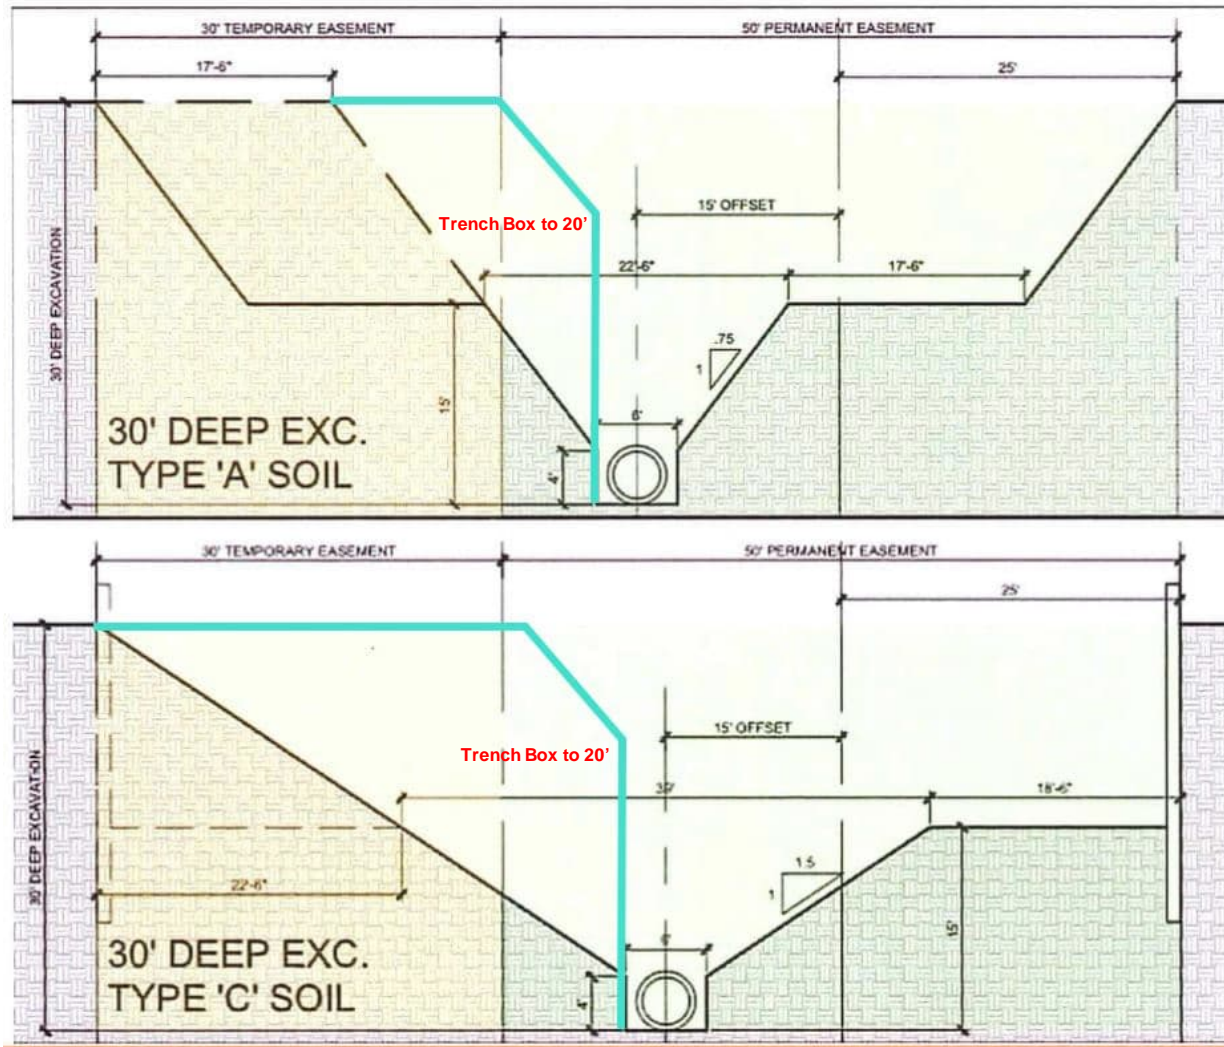 30' TEMPORARY EASEMENT
50' PERMANENT EASEMENT
17'-6"
25'
15' OFFSET
Trench Box to 20'
30' DEEP EXCAVATION
22'-6"
17'-6"
.75
1
15'
6'
4'
30' DEEP EXC.
TYPE 'A' SOIL
30' TEMPORARY EASEMENT
50' PERMANENT EASEMENT
25'
15' OFFSET
Trench Box to 20'
30' DEEP EXCAVATION
18'-6"
1.5
1
22'-6"
15'
6'
4'
30' DEEP EXC.
TYPE 'C' SOIL